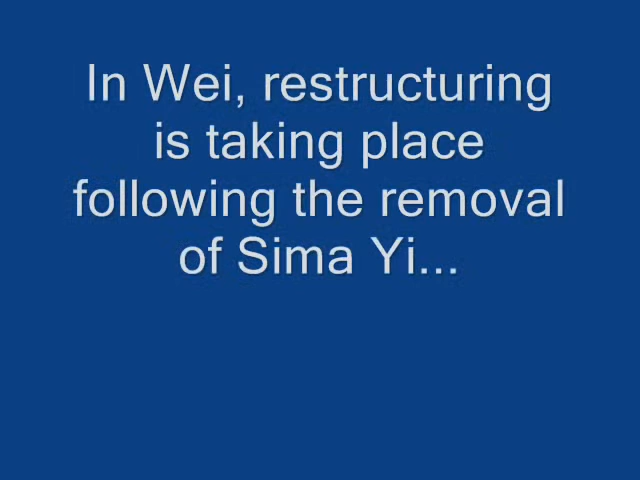 In Wei, restructuring
is taking place
following the removal
of Sima Yi...